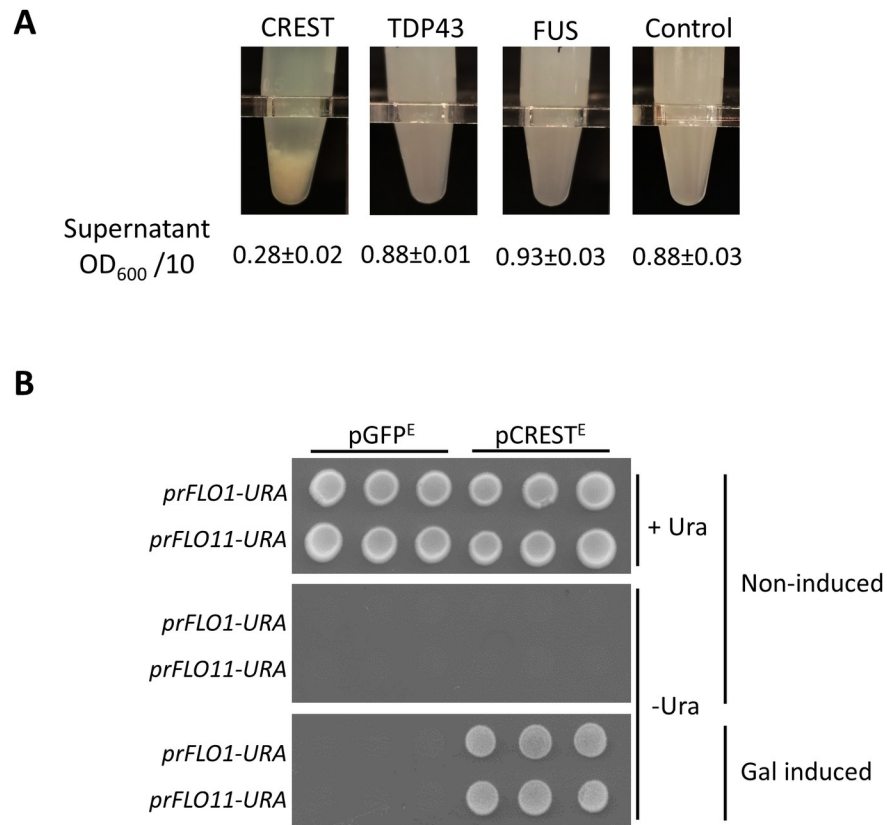 A
CREST TDP43 FUS Control
Supernatant
OD₆₀₀ /10
0.28±0.02 0.88±0.01 0.93±0.03 0.88±0.03
B
pGFPᴱ pCRESTᴱ
prFLO1-URA
prFLO11-URA
+ Ura
Non-induced
prFLO1-URA
prFLO11-URA
-Ura
prFLO1-URA
prFLO11-URA
Gal induced